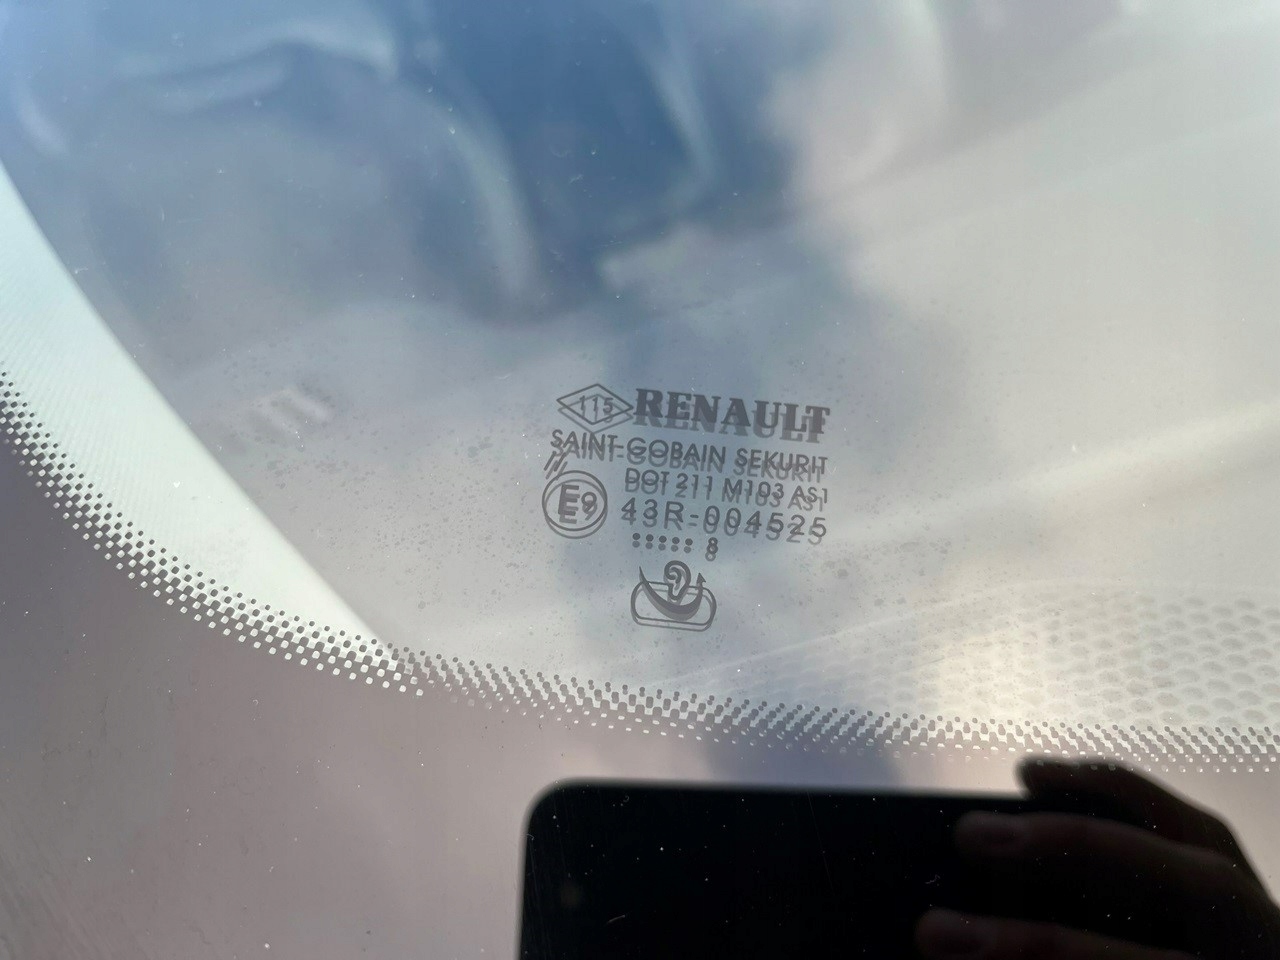 115 RENAULT
SAINT-GOBAIN SEKURIT
DOT 211 M103 AS1
E9 43R-004525
8